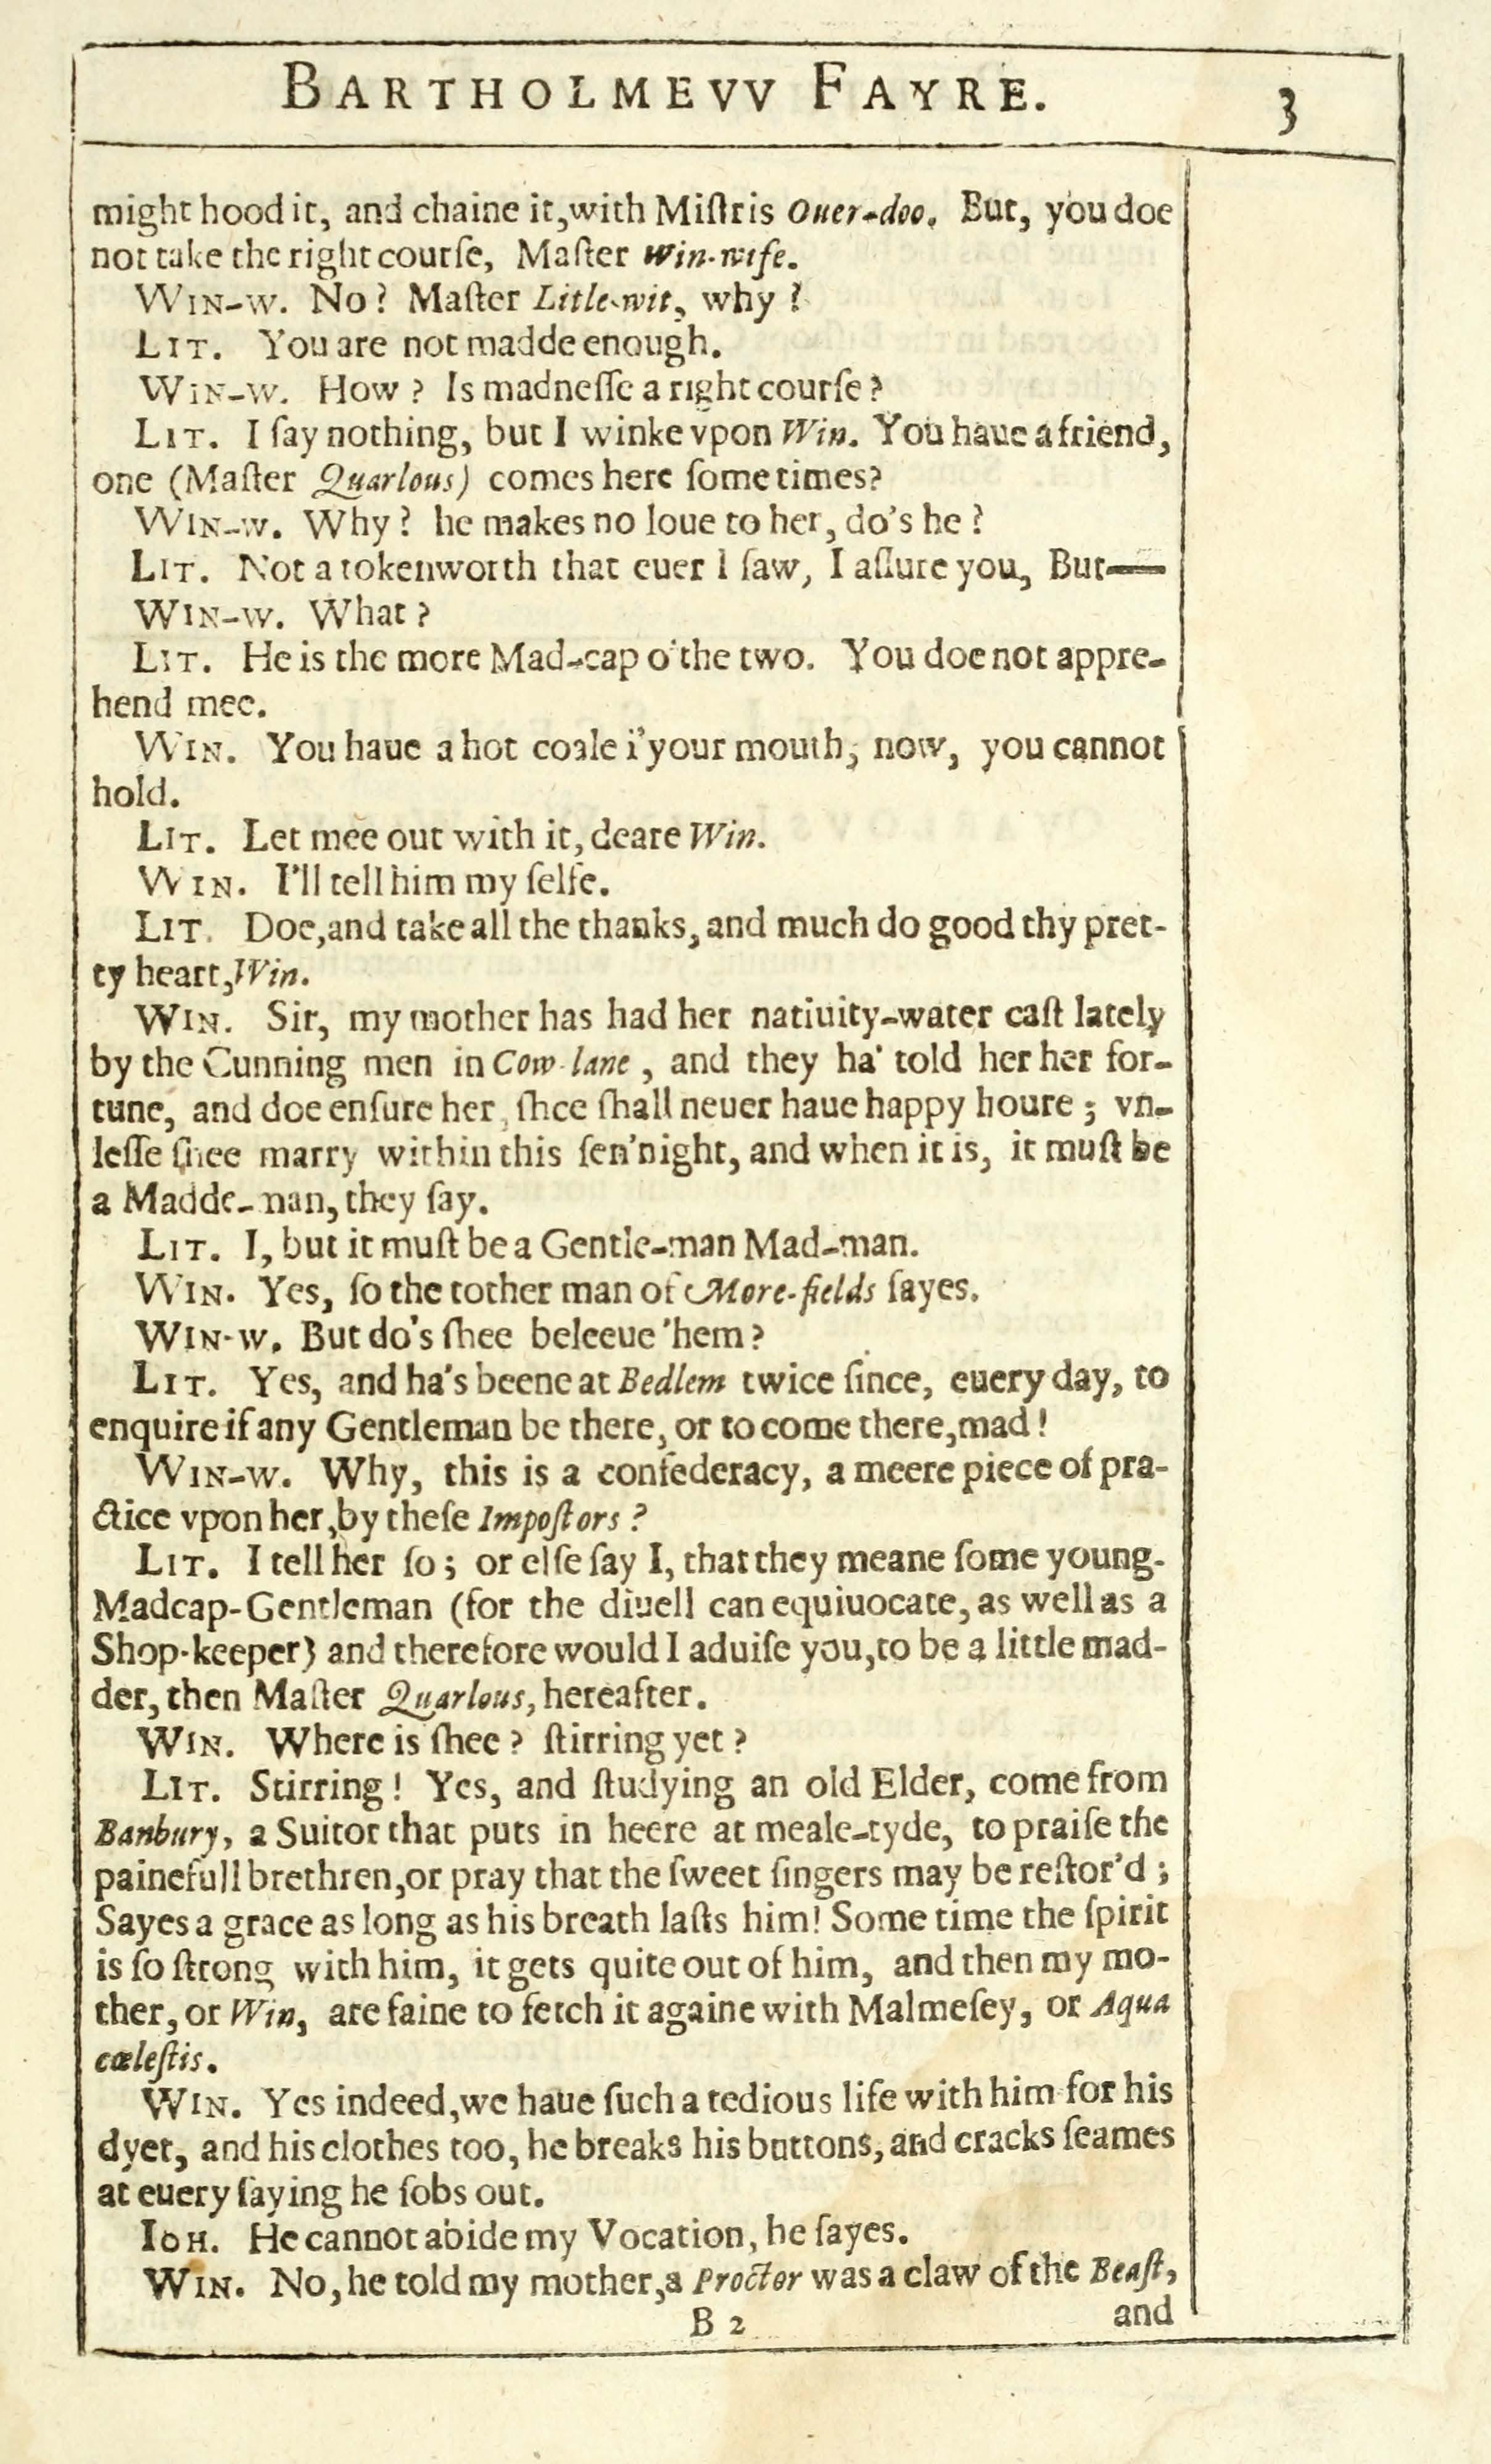 BARTHOLMEVV FAYRE. 3
might hood it, and chaine it, with Miſtris Ouer-doo. But, you doe
not take the right courſe, Maſter Win-wife.
WIN-W. No? Maſter Litle-wit, why?
LIT. You are not madde enough.
WIN-W. How? Is madneſſe a right courſe?
LIT. I ſay nothing, but I winke vpon Win. You haue a friend,
one (Maſter Quarlous) comes here ſome times?
WIN-W. Why? he makes no loue to her, do's he?
LIT. Not a tokenworth that euer I ſaw, I aſſure you, But——
WIN-W. What?
LIT. He is the more Mad-cap o'the two. You doe not appre-
hend mee.
WIN. You haue a hot coale i'your mouth, now, you cannot
hold.
LIT. Let mee out with it, deare Win.
WIN. I'll tell him my ſelfe.
LIT. Doe, and take all the thanks, and much do good thy pret-
ty heart, Win.
WIN. Sir, my mother has had her natiuity-water caſt lately
by the Cunning men in Cow-lane, and they ha' told her her for-
tune, and doe enſure her, ſhee ſhall neuer haue happy houre; vn-
leſſe ſhee marry within this ſen'night, and when it is, it muſt be
a Madde-man, they ſay.
LIT. I, but it muſt be a Gentle-man Mad-man.
WIN. Yes, ſo the tother man of More-fields ſayes.
WIN-W. But do's ſhee beleeue 'hem?
LIT. Yes, and ha's beene at Bedlem twice ſince, euery day, to
enquire if any Gentleman be there, or to come there, mad!
WIN-W. Why, this is a confederacy, a meere piece of pra-
ctice vpon her, by theſe Impoſtors?
LIT. I tell her ſo; or elſe ſay I, that they meane ſome young-
Madcap-Gentleman (for the diuell can equiuocate, as well as a
Shop-keeper) and therefore would I aduiſe you, to be a little mad-
der, then Maſter Quarlous, hereafter.
WIN. Where is ſhee? ſtirring yet?
LIT. Stirring! Yes, and ſtudying an old Elder, come from
Banbury, a Suitor that puts in heere at meale-tyde, to praiſe the
painefull brethren, or pray that the ſweet ſingers may be reſtor'd;
Sayes a grace as long as his breath laſts him! Some time the ſpirit
is ſo ſtrong with him, it gets quite out of him, and then my mo-
ther, or Win, are faine to fetch it againe with Malmeſey, or Aqua
cœleſtis.
WIN. Yes indeed, we haue ſuch a tedious life with him for his
dyet, and his clothes too, he breaks his buttons, and cracks ſeames
at euery ſaying he ſobs out.
IOH. He cannot abide my Vocation, he ſayes.
WIN. No, he told my mother, a Proctor was a claw of the Beaſt,
B 2 and